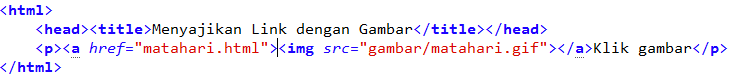 <html>
<head><title>Menyajikan Link dengan Gambar</title></head>
<p><a href="matahari.html"><img src="gambar/matahari.gif"></a>Klik gambar</p>
</html>